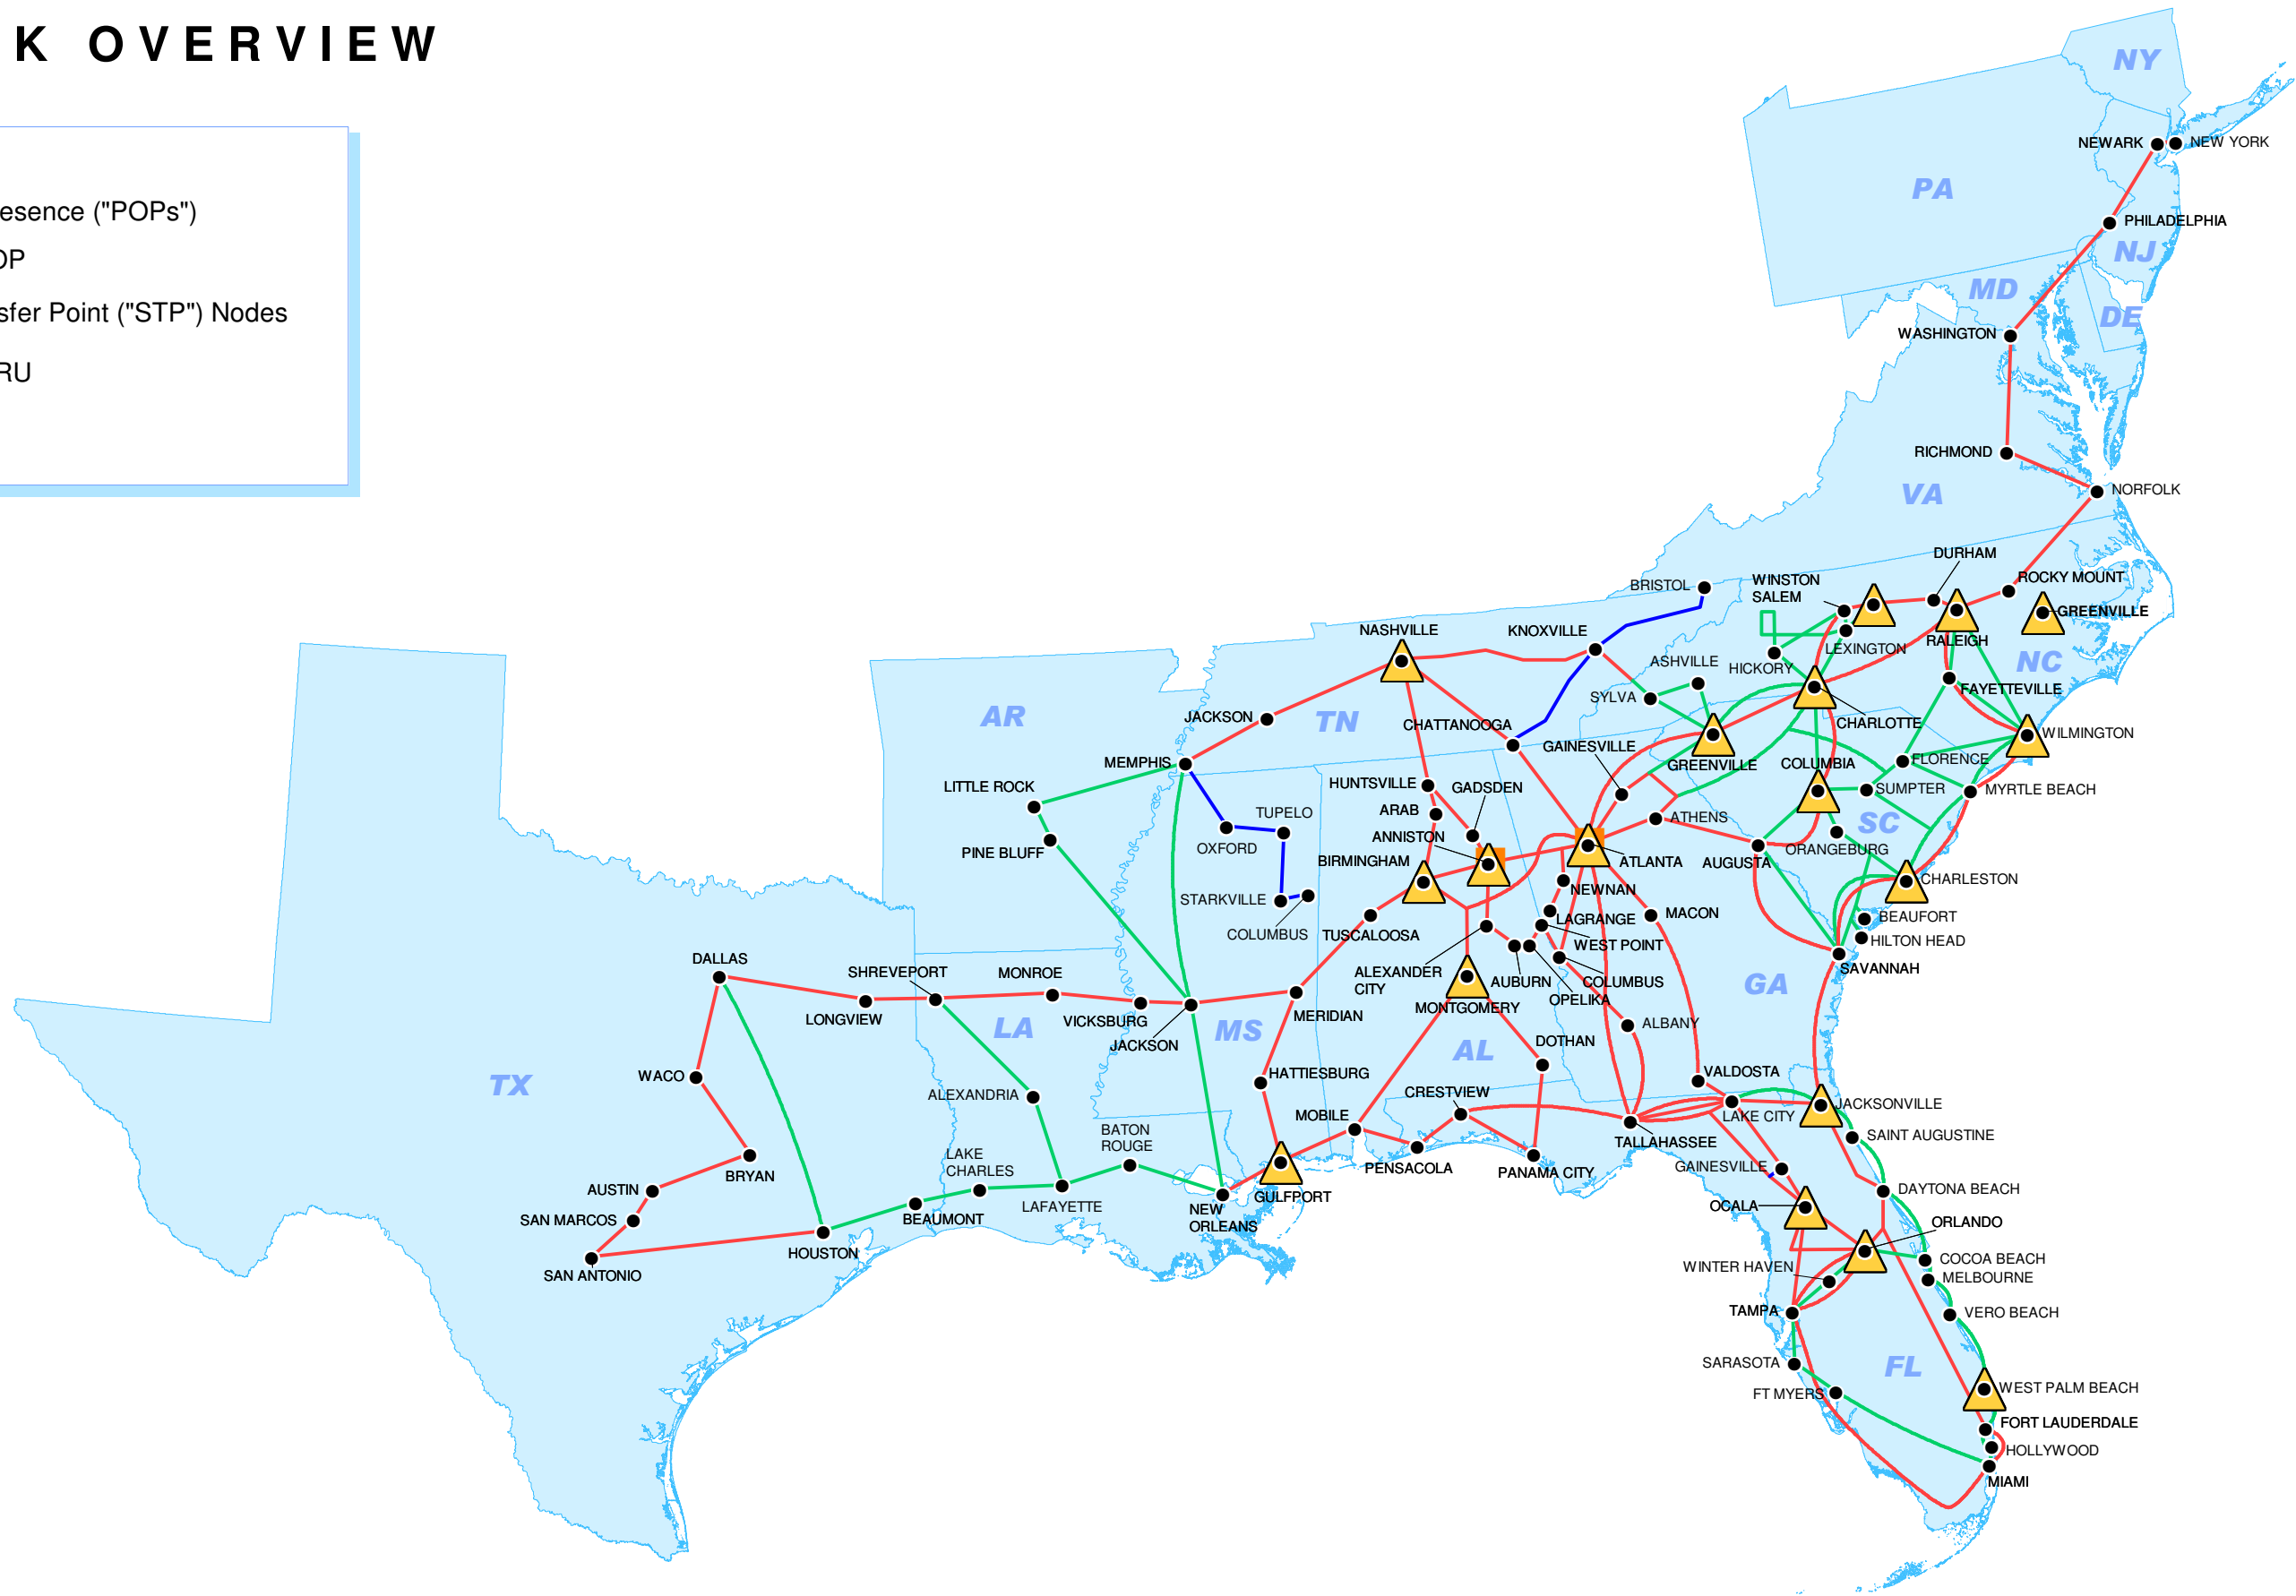 K OVERVIEW
esence ("POPs")
OP
sfer Point ("STP") Nodes
RU
NY
NEWARK
NEW YORK
PA
PHILADELPHIA
NJ
MD
DE
WASHINGTON
RICHMOND
VA
NORFOLK
DURHAM
BRISTOL
WINSTON
SALEM
ROCKY MOUNT
GREENVILLE
NASHVILLE
KNOXVILLE
RALEIGH
LEXINGTON
ASHVILLE
HICKORY
NC
SYLVA
FAYETTEVILLE
AR
JACKSON
TN
CHATTANOOGA
CHARLOTTE
WILMINGTON
GAINESVILLE
MEMPHIS
GREENVILLE
COLUMBIA
FLORENCE
LITTLE ROCK
HUNTSVILLE
GADSDEN
SUMPTER
MYRTLE BEACH
TUPELO
ARAB
ATHENS
SC
ANNISTON
OXFORD
PINE BLUFF
BIRMINGHAM
ATLANTA
AUGUSTA
ORANGEBURG
CHARLESTON
NEWNAN
STARKVILLE
LAGRANGE
MACON
BEAUFORT
COLUMBUS
TUSCALOOSA
WEST POINT
HILTON HEAD
DALLAS
SHREVEPORT
MONROE
ALEXANDER
CITY
AUBURN
COLUMBUS
SAVANNAH
GA
OPELIKA
MONTGOMERY
LONGVIEW
VICKSBURG
MERIDIAN
LA
MS
ALBANY
JACKSON
DOTHAN
AL
WACO
TX
HATTIESBURG
VALDOSTA
ALEXANDRIA
CRESTVIEW
JACKSONVILLE
MOBILE
LAKE CITY
BATON
ROUGE
TALLAHASSEE
SAINT AUGUSTINE
LAKE
CHARLES
PENSACOLA
PANAMA CITY
GAINESVILLE
BRYAN
AUSTIN
GULFPORT
DAYTONA BEACH
LAFAYETTE
OCALA
NEW
ORLEANS
SAN MARCOS
BEAUMONT
ORLANDO
HOUSTON
COCOA BEACH
WINTER HAVEN
SAN ANTONIO
MELBOURNE
TAMPA
VERO BEACH
SARASOTA
FL
FT MYERS
WEST PALM BEACH
FORT LAUDERDALE
HOLLYWOOD
MIAMI